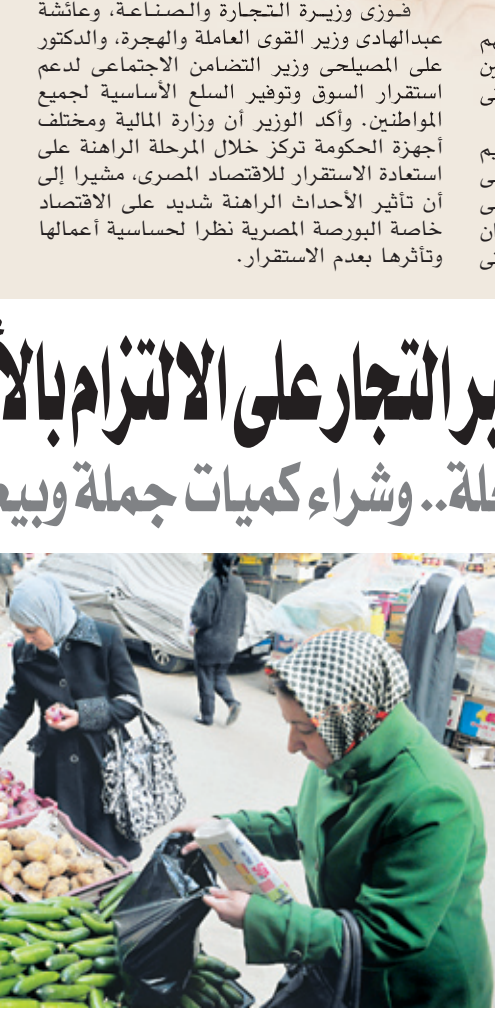 فوزى وزيرة التجارة والصناعة، وعائشة
عبدالهادى وزير القوى العاملة والهجرة، والدكتور
على المصيلحى وزير التضامن الاجتماعى لدعم
استقرار السوق وتوفير السلع الأساسية لجميع
المواطنين. وأكد الوزير أن وزارة المالية ومختلف
أجهزة الحكومة تركز خلال المرحلة الراهنة على
استعادة الاستقرار للاقتصاد المصرى، مشيرا إلى
أن تأثير الأحداث الراهنة شديد على الاقتصاد
خاصة البورصة المصرية نظرا لحساسية أعمالها
وتأثرها بعدم الاستقرار.
التجار على الالتزام
.. وشراء كميات جملة